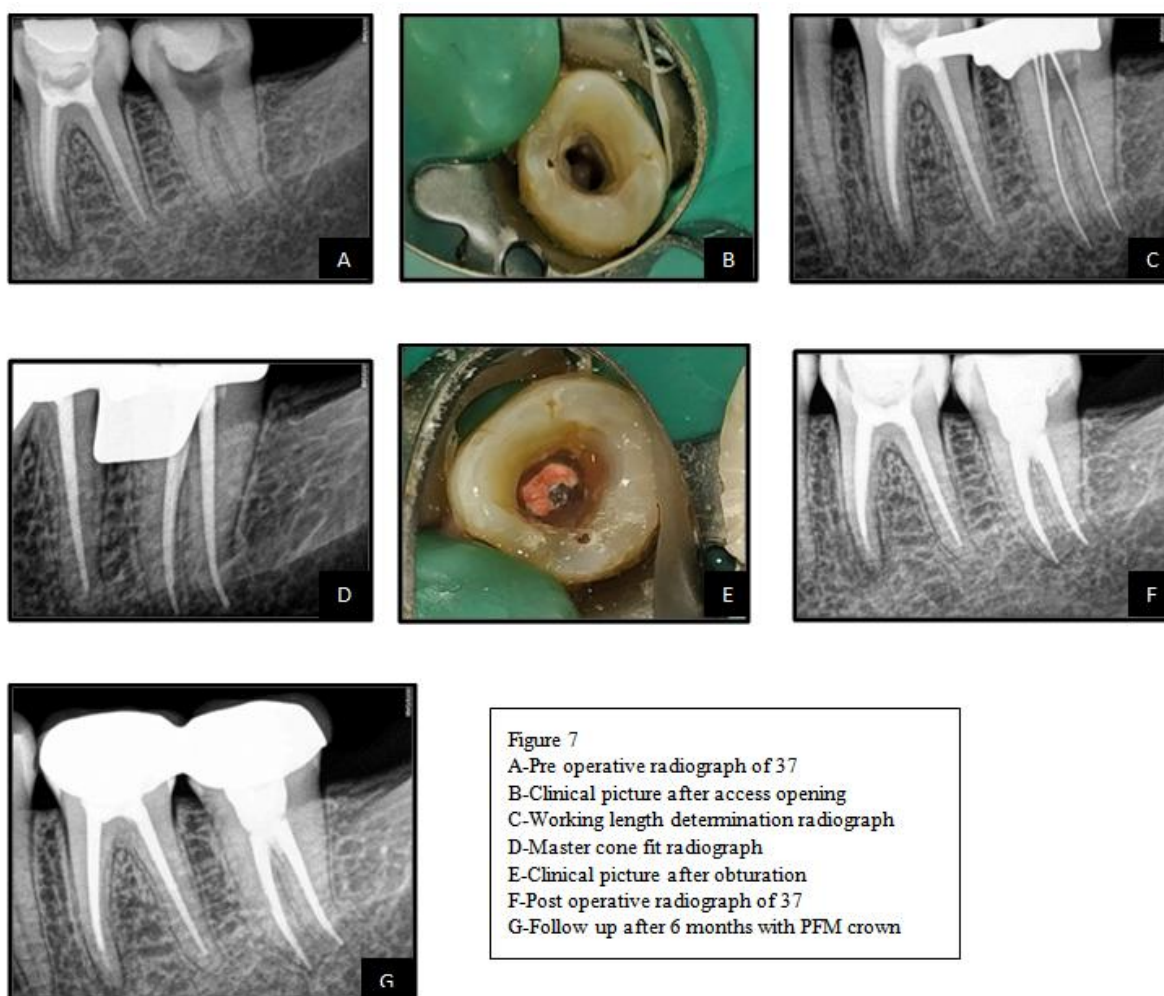 A
B
C
D
E
F
G
Figure 7
A-Pre operative radiograph of 37
B-Clinical picture after access opening
C-Working length determination radiograph
D-Master cone fit radiograph
E-Clinical picture after obturation
F-Post operative radiograph of 37
G-Follow up after 6 months with PFM crown